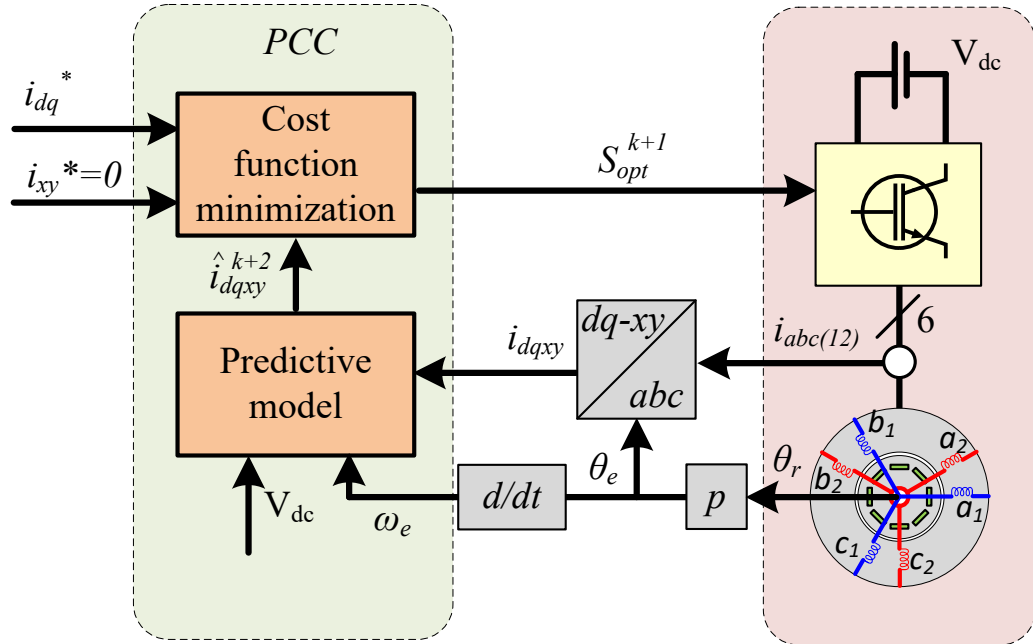 PCC
V_dc
i_dq^*
i_xy*=0
Cost
function
minimization
S_opt^k+1
î_dqxy^k+2
6
dq-xy
abc
i_dqxy
i_abc(12)
Predictive
model
b₁
a₂
b₂
a₁
c₁
c₂
θ_e
θ_r
d/dt
p
V_dc
ω_e